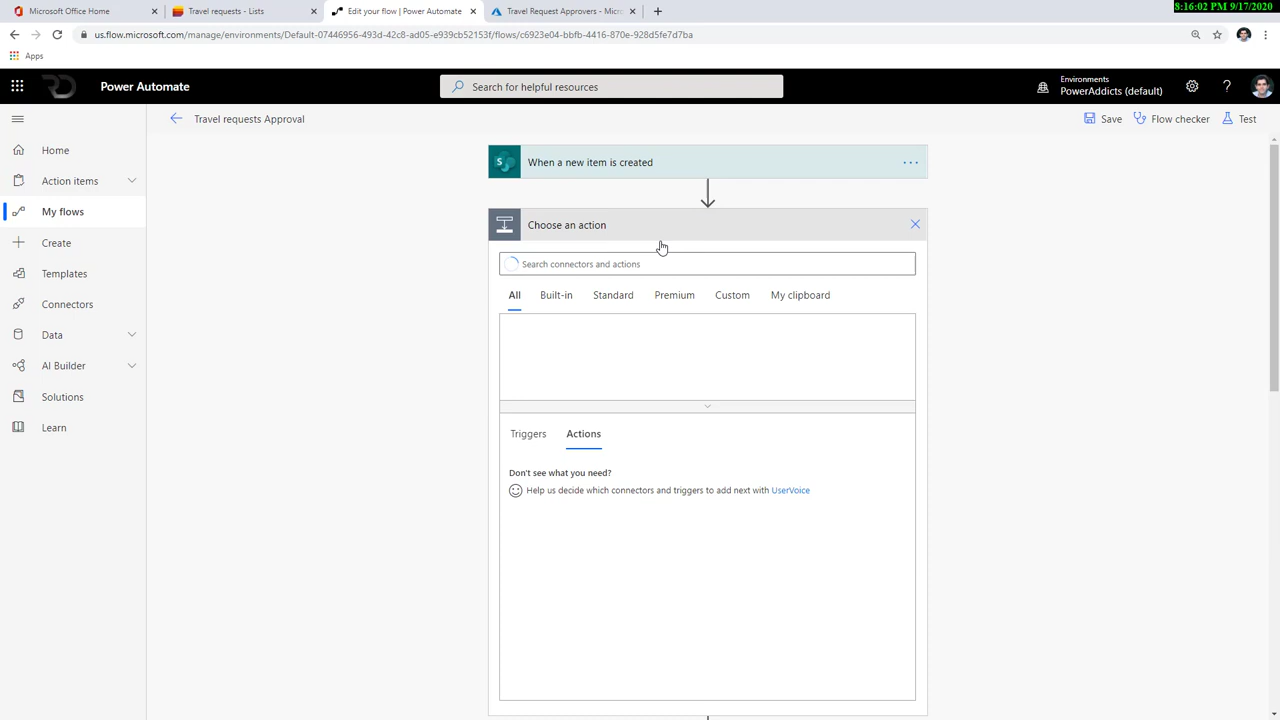 8:16:02 PM 9/17/2020
Microsoft Office Home
Travel requests - Lists
Edit your flow | Power Automate
Travel Request Approvers - Micro
us.flow.microsoft.com/manage/environments/Default-07446956-493d-42c8-ad05-e939cb52153f/flows/c6923e04-bbfb-4416-870e-928d5fe7d7ba
Apps
Power Automate
Search for helpful resources
Environments
PowerAddicts (default)
Travel requests Approval
Save
Flow checker
Test
Home
Action items
My flows
Create
Templates
Connectors
Data
AI Builder
Solutions
Learn
When a new item is created
Choose an action
Search connectors and actions
All Built-in Standard Premium Custom My clipboard
Triggers Actions
Don't see what you need?
Help us decide which connectors and triggers to add next with UserVoice